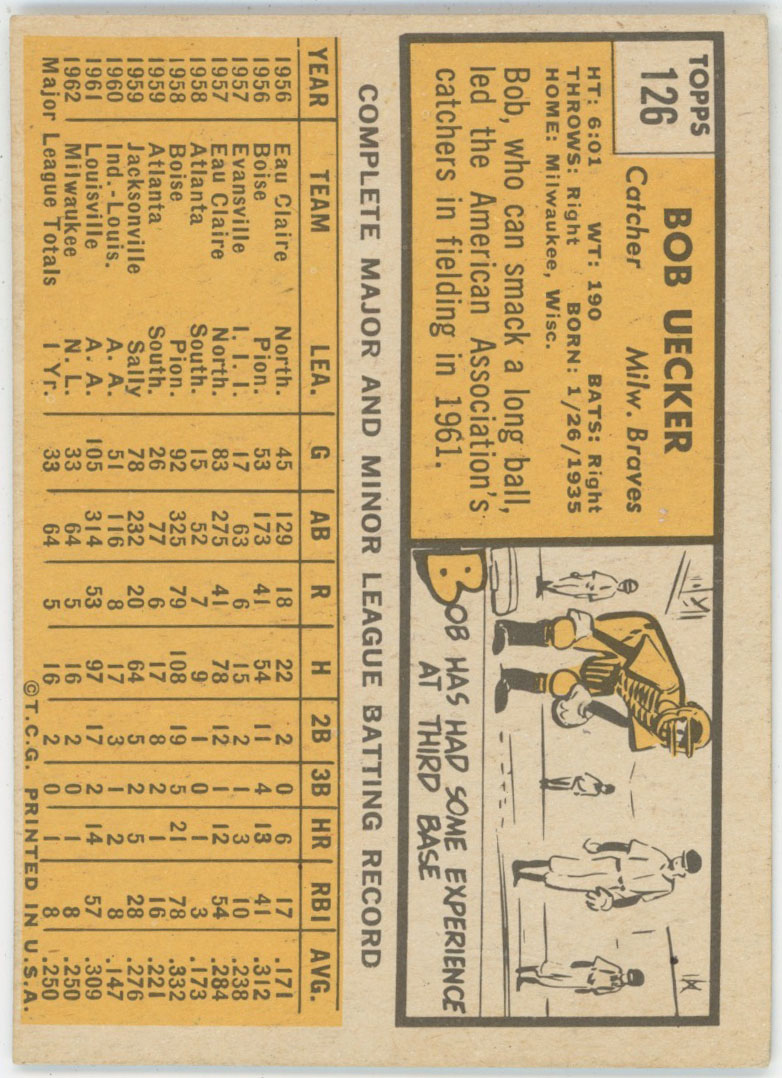 TOPPS
126
BOB UECKER
Catcher Milw. Braves
HT: 6:01 WT: 190 BATS: Right
THROWS: Right BORN: 1/26/1935
HOME: Milwaukee, Wisc.
Bob, who can smack a long ball,
led the American Association's
catchers in fielding in 1961.
BOB HAS HAD SOME EXPERIENCE
AT THIRD BASE
COMPLETE MAJOR AND MINOR LEAGUE BATTING RECORD
YEAR TEAM LEA. G AB R H 2B 3B HR RBI AVG.
1956 Eau Claire North. 45 129 18 22 2 0 6 17 .171
1956 Boise Pion. 53 173 41 54 11 4 13 41 .312
1957 Evansville I. I. I. 17 63 6 15 2 1 3 10 .238
1957 Eau Claire North. 83 275 41 78 12 1 12 54 .284
1958 Atlanta South. 15 52 7 9 1 0 1 3 .173
1958 Boise Pion. 92 325 79 108 19 5 21 78 .332
1959 Atlanta South. 26 77 6 17 8 2 1 16 .221
1959 Jacksonville Sally 78 232 20 64 5 2 5 28 .276
1960 Ind.-Louis. A. A. 51 116 8 17 3 1 2 8 .147
1961 Louisville A. A. 105 314 53 97 17 2 14 57 .309
1962 Milwaukee N. L. 33 64 5 16 2 0 1 8 .250
Major League Totals 1 Yr. 33 64 5 16 2 0 1 8 .250
©T.C.G. PRINTED IN U.S.A.